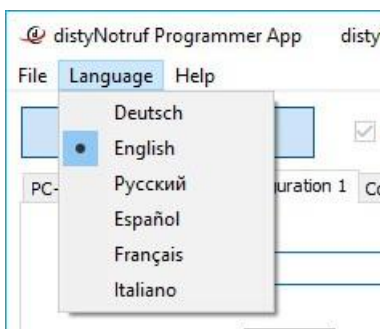 distyNotruf Programmer App disty
File Language Help
Deutsch
English
Русский
Español
Français
Italiano
PC- uration 1 Co